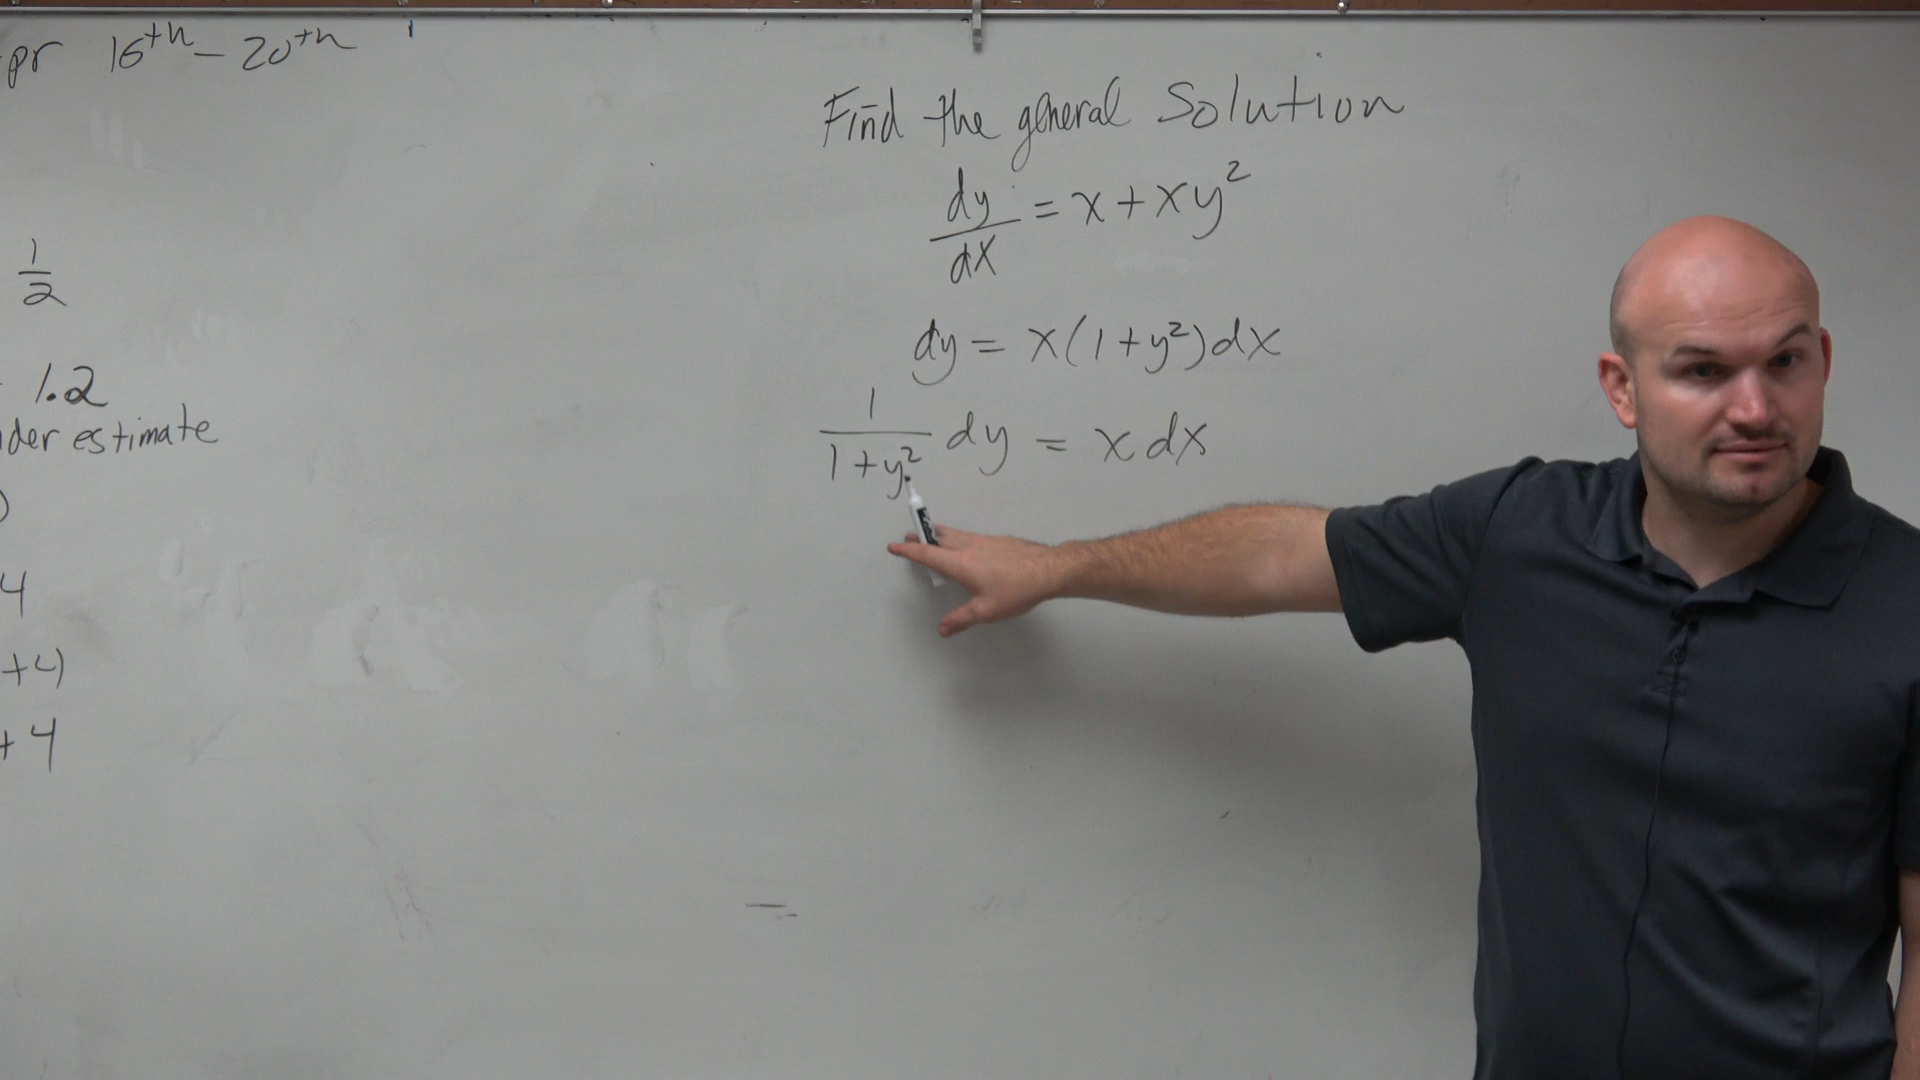 pr 16th - 20th
1/2
1.2
der estimate
)
4
+4)
+4
Find the general Solution
dy/dx = x + xy²
dy = x(1+y²)dx
1/(1+y²) dy = x dx